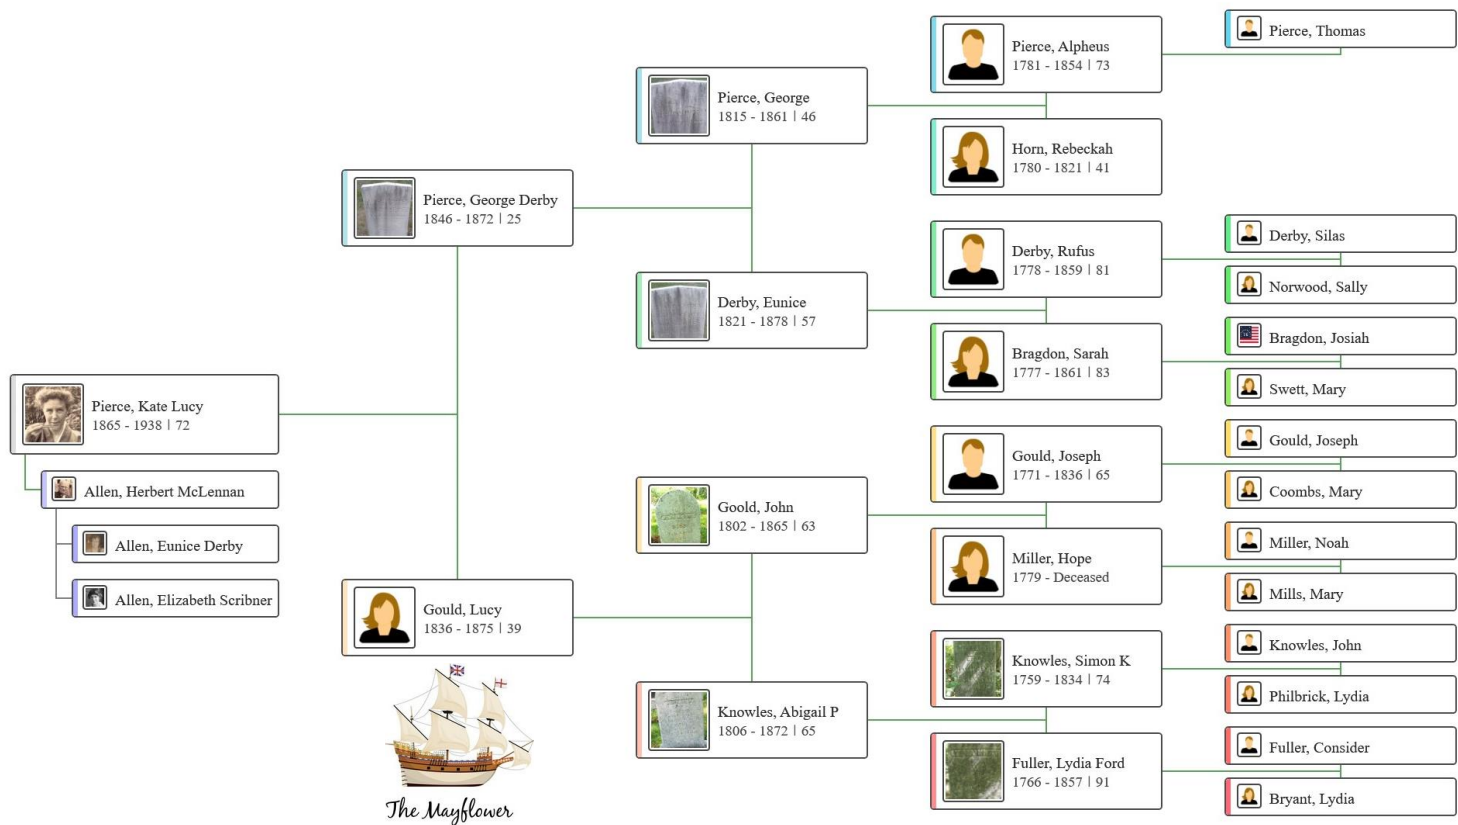 Pierce, Kate Lucy
1865 - 1938 | 72
Allen, Herbert McLennan
Allen, Eunice Derby
Allen, Elizabeth Scribner
Pierce, George Derby
1846 - 1872 | 25
Gould, Lucy
1836 - 1875 | 39
The Mayflower
Pierce, George
1815 - 1861 | 46
Derby, Eunice
1821 - 1878 | 57
Goold, John
1802 - 1865 | 63
Knowles, Abigail P
1806 - 1872 | 65
Pierce, Alpheus
1781 - 1854 | 73
Horn, Rebeckah
1780 - 1821 | 41
Derby, Rufus
1778 - 1859 | 81
Bragdon, Sarah
1777 - 1861 | 83
Gould, Joseph
1771 - 1836 | 65
Miller, Hope
1779 - Deceased
Knowles, Simon K
1759 - 1834 | 74
Fuller, Lydia Ford
1766 - 1857 | 91
Pierce, Thomas
Derby, Silas
Norwood, Sally
Bragdon, Josiah
Swett, Mary
Gould, Joseph
Coombs, Mary
Miller, Noah
Mills, Mary
Knowles, John
Philbrick, Lydia
Fuller, Consider
Bryant, Lydia